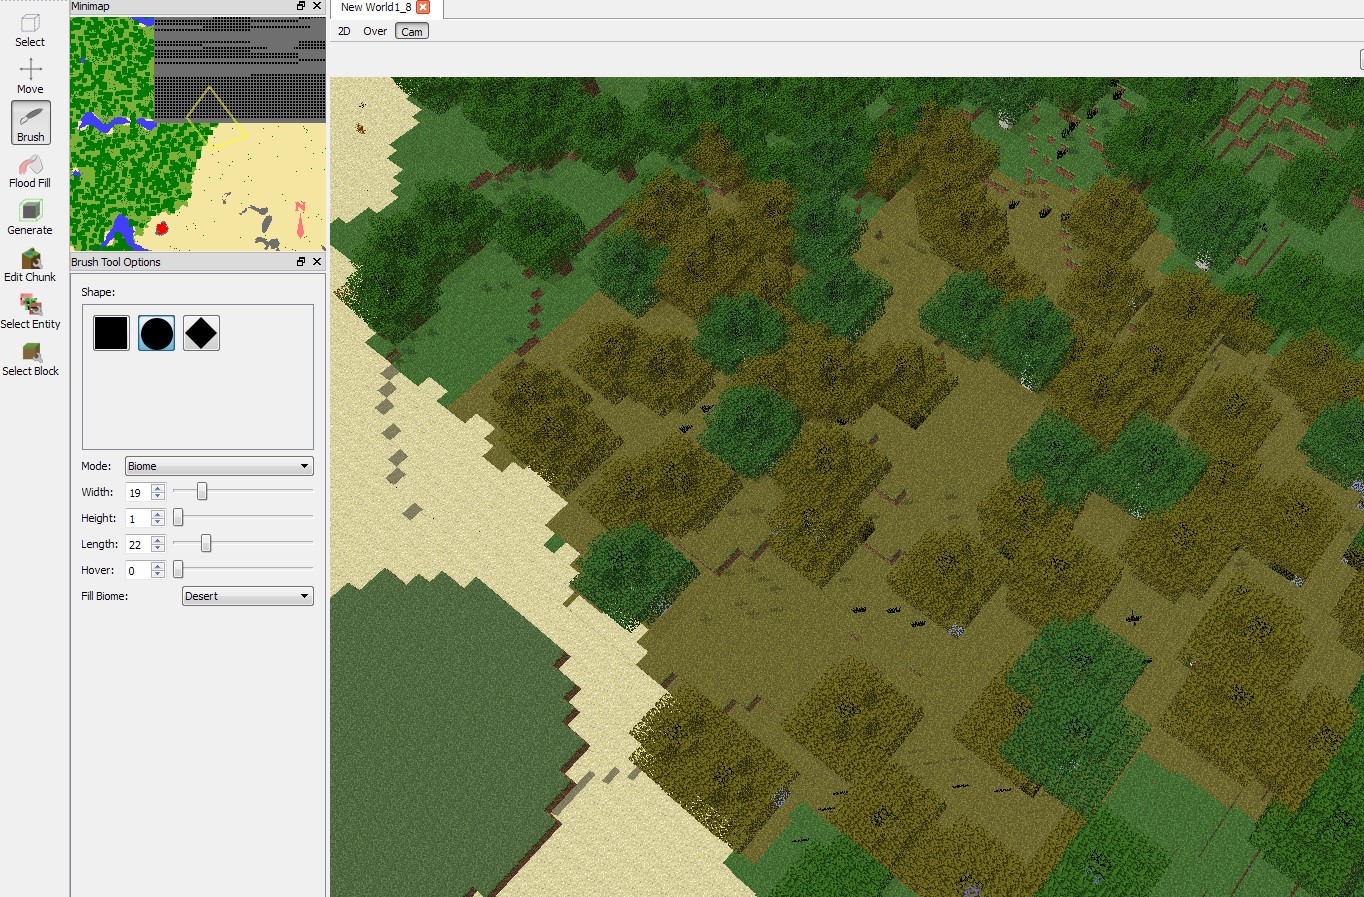 Minimap
New World1_8
2D Over Cam
Select
Move
Brush
Flood Fill
Generate
Edit Chunk
Select Entity
Select Block
N
Brush Tool Options
Shape:
Mode: Biome
Width: 19
Height: 1
Length: 22
Hover: 0
Fill Biome: Desert